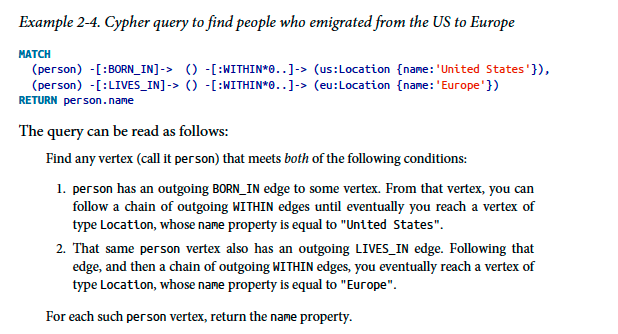 Example 2-4. Cypher query to find people who emigrated from the US to Europe
MATCH
(person) -[:BORN_IN]-> () -[:WITHIN*0..]-> (us:Location {name:'United States'}),
(person) -[:LIVES_IN]-> () -[:WITHIN*0..]-> (eu:Location {name:'Europe'})
RETURN person.name
The query can be read as follows:
Find any vertex (call it person) that meets both of the following conditions:
1. person has an outgoing BORN_IN edge to some vertex. From that vertex, you can
follow a chain of outgoing WITHIN edges until eventually you reach a vertex of
type Location, whose name property is equal to "United States".
2. That same person vertex also has an outgoing LIVES_IN edge. Following that
edge, and then a chain of outgoing WITHIN edges, you eventually reach a vertex of
type Location, whose name property is equal to "Europe".
For each such person vertex, return the name property.